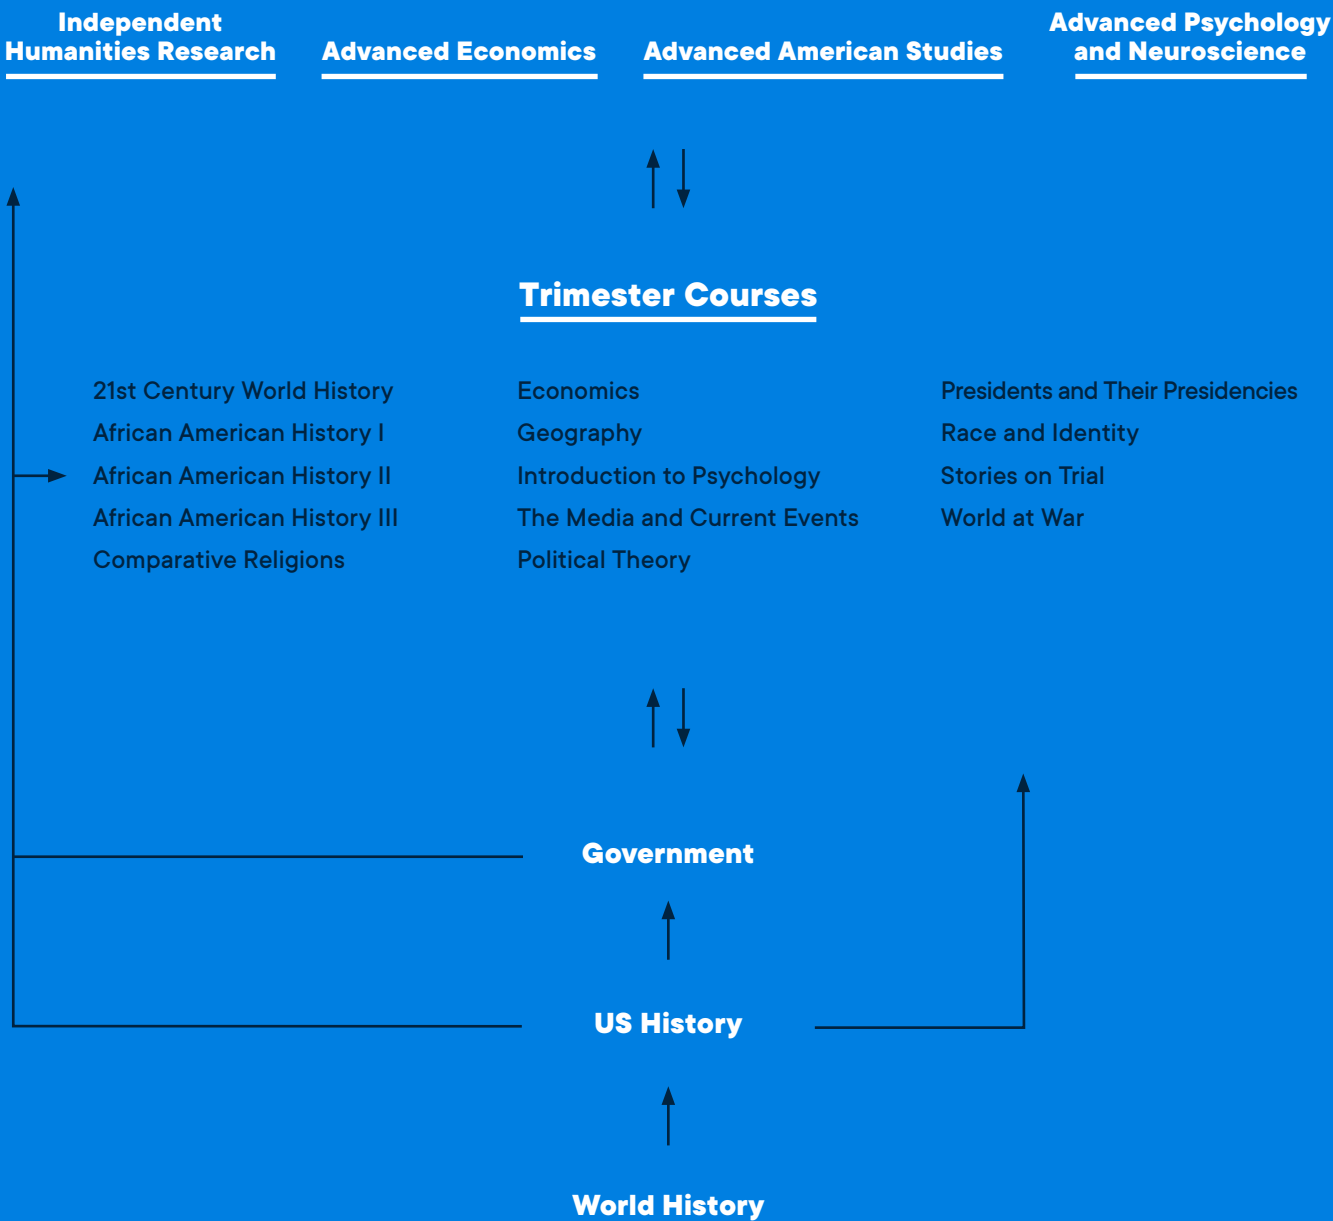 Independent
Humanities Research
Advanced Economics
Advanced American Studies
Advanced Psychology
and Neuroscience
Trimester Courses
21st Century World History
African American History I
African American History II
African American History III
Comparative Religions
Economics
Geography
Introduction to Psychology
The Media and Current Events
Political Theory
Presidents and Their Presidencies
Race and Identity
Stories on Trial
World at War
Government
US History
World History